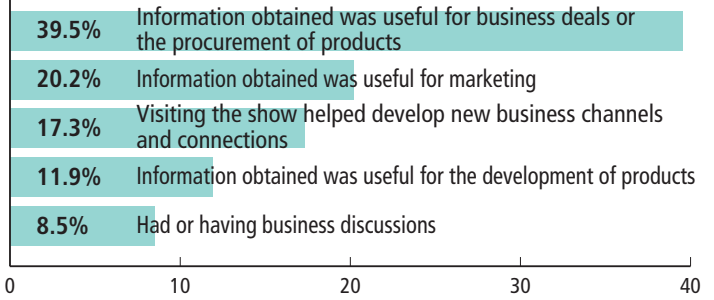 39.5% Information obtained was useful for business deals or
the procurement of products
20.2% Information obtained was useful for marketing
17.3% Visiting the show helped develop new business channels
and connections
11.9% Information obtained was useful for the development of products
8.5% Had or having business discussions
0 10 20 30 40